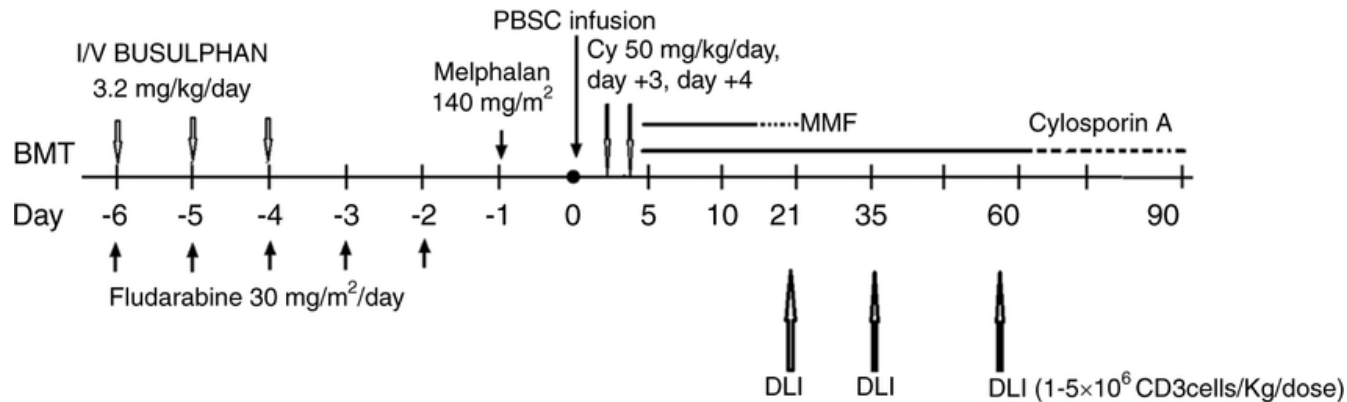 PBSC infusion
I/V BUSULPHAN
3.2 mg/kg/day
Melphalan
140 mg/m²
Cy 50 mg/kg/day,
day +3, day +4
MMF
Cylosporin A
BMT
Day -6 -5 -4 -3 -2 -1 0 5 10 21 35 60 90
Fludarabine 30 mg/m²/day
DLI DLI DLI (1-5×10⁶ CD3cells/Kg/dose)